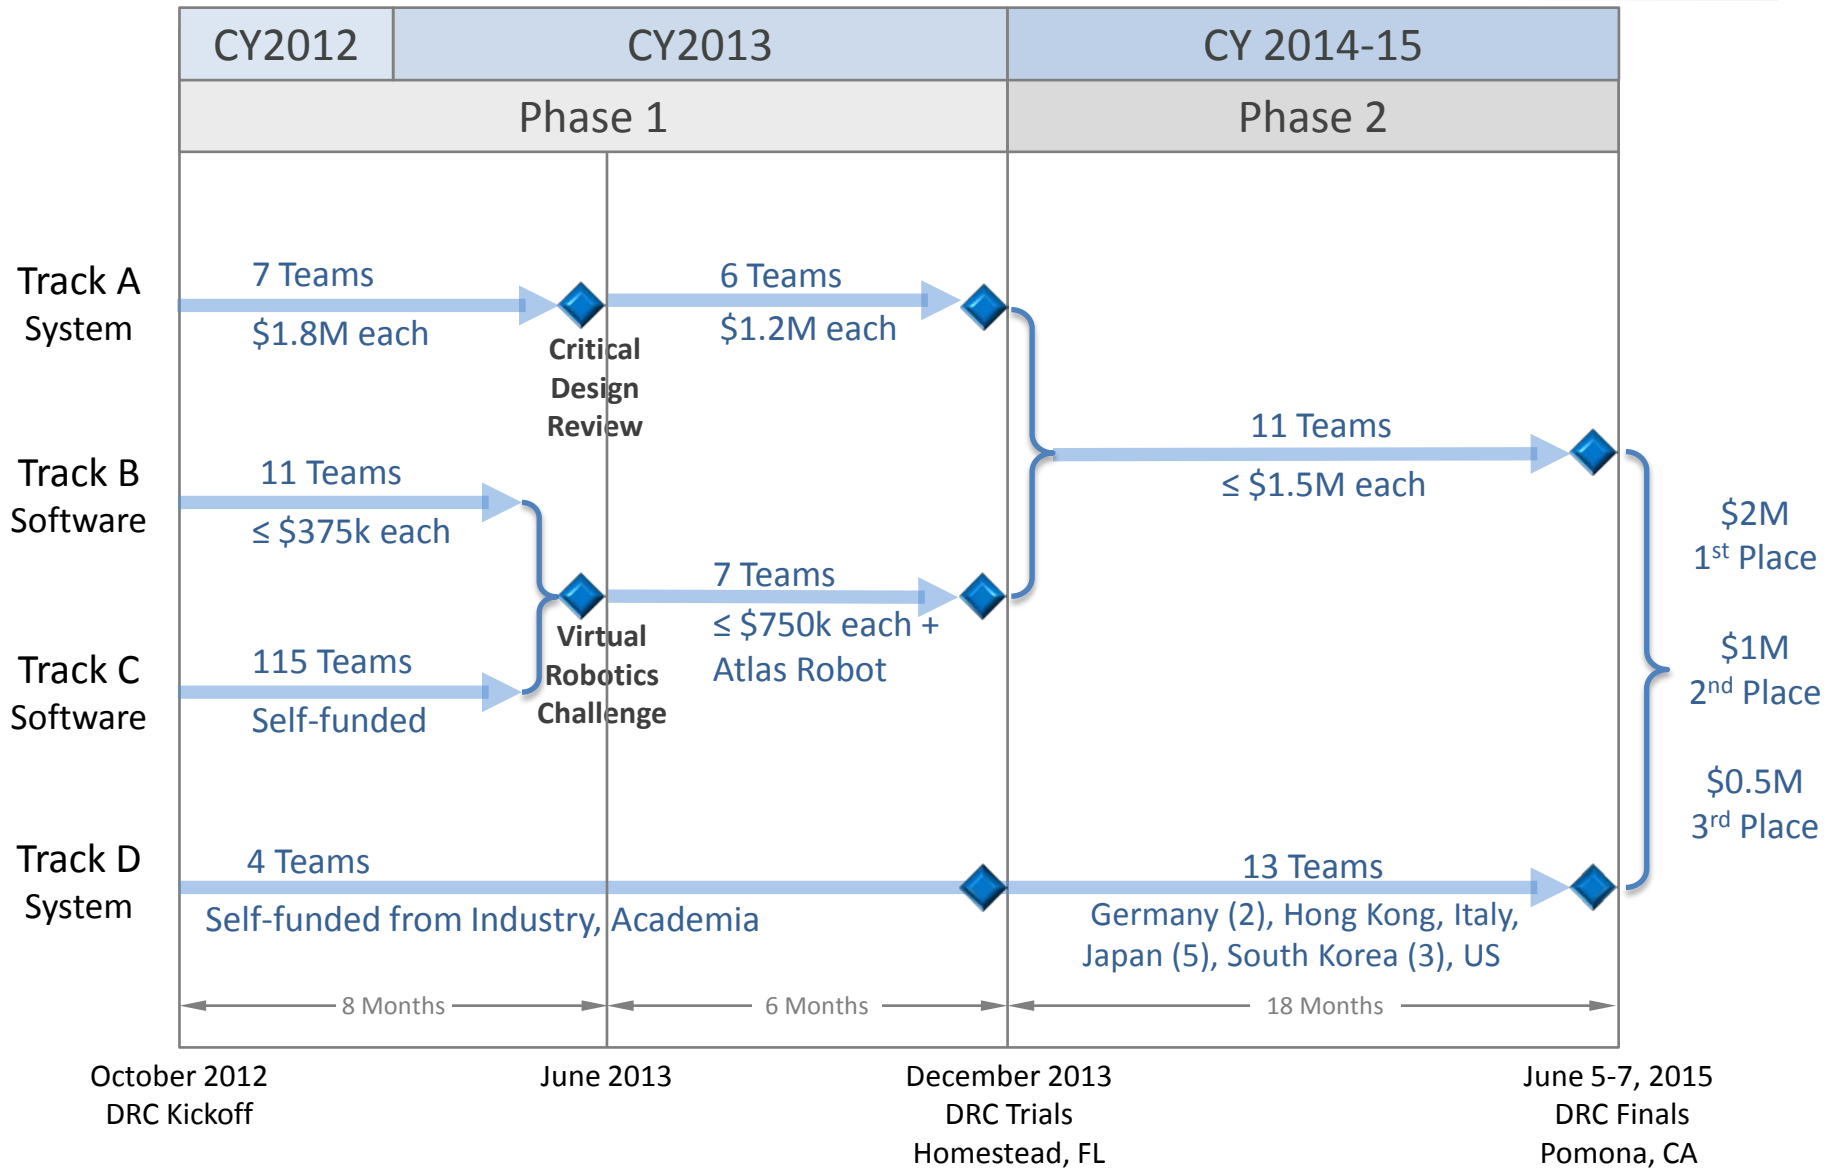 CY2012
CY2013
CY 2014-15
Phase 1
Phase 2
Track A
System
7 Teams
$1.8M each
Critical
Design
Review
6 Teams
$1.2M each
Track B
Software
11 Teams
≤ $375k each
Track C
Software
115 Teams
Self-funded
Virtual
Robotics
Challenge
7 Teams
≤ $750k each +
Atlas Robot
11 Teams
≤ $1.5M each
Track D
System
4 Teams
Self-funded from Industry, Academia
13 Teams
Germany (2), Hong Kong, Italy,
Japan (5), South Korea (3), US
$2M
1st Place
$1M
2nd Place
$0.5M
3rd Place
8 Months
6 Months
18 Months
October 2012
DRC Kickoff
June 2013
December 2013
DRC Trials
Homestead, FL
June 5-7, 2015
DRC Finals
Pomona, CA